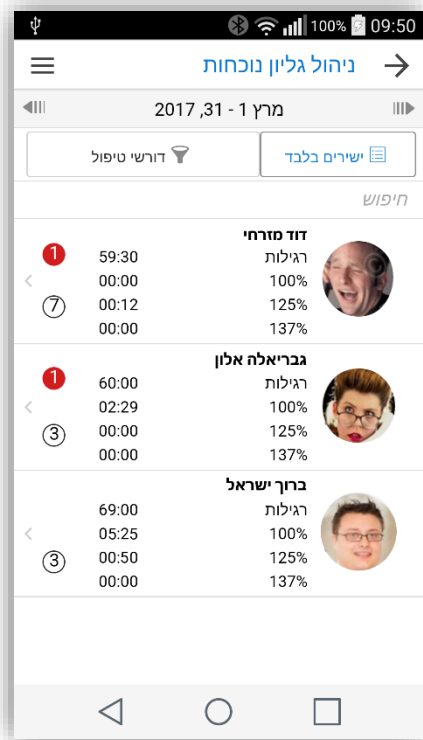 100% 09:50
ניהול גליון נוכחות
מרץ 1 - 31, 2017
ישירים בלבד דורשי טיפול
חיפוש
דוד מזרחי
רגילות 59:30 1
100% 00:00
125% 00:12 7
137% 00:00
גבריאלה אלון
רגילות 60:00 1
100% 02:29
125% 00:00 3
137% 00:00
ברוך ישראל
רגילות 69:00
100% 05:25
125% 00:50 3
137% 00:00